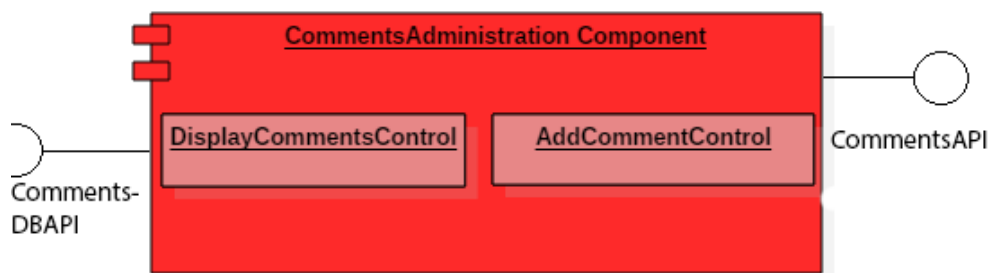 CommentsAdministration Component
DisplayCommentsControl
AddCommentControl
CommentsAPI
Comments-
DBAPI